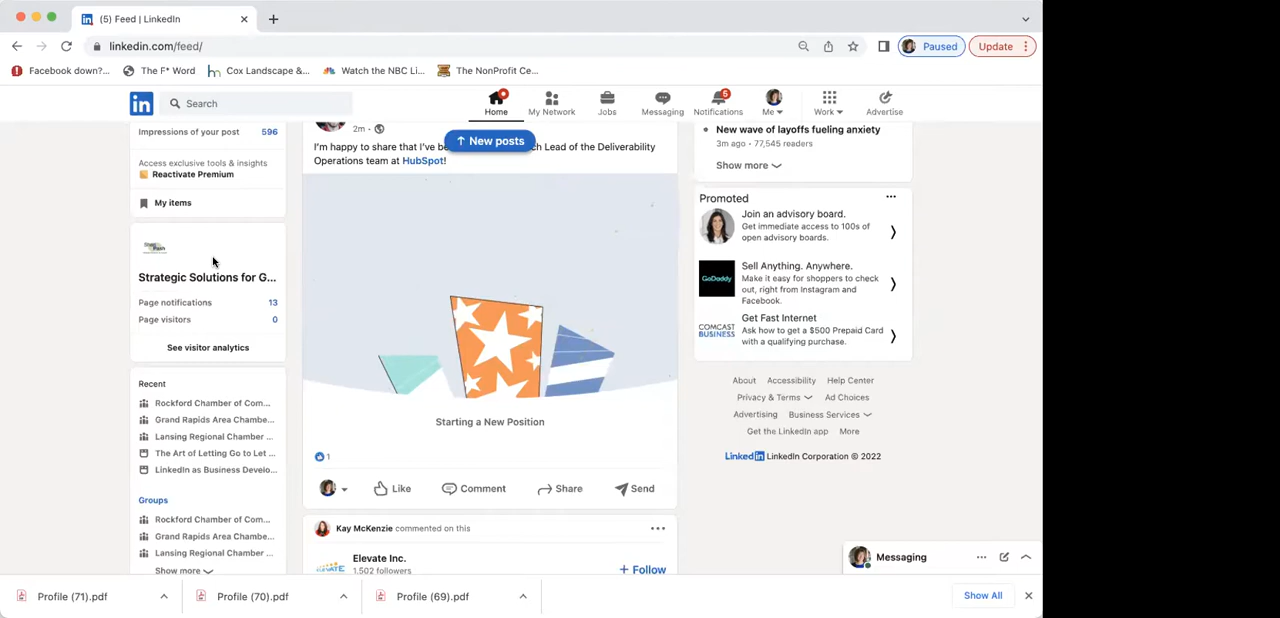 (5) Feed | LinkedIn
linkedin.com/feed/
Paused
Update
Facebook down?...
The F* Word
Cox Landscape &...
Watch the NBC Li...
The NonProfit Ce...
in
Search
Home
My Network
Jobs
Messaging
5
Notifications
Me
Work
Advertise
Impressions of your post 596
Access exclusive tools & insights
Reactivate Premium
My items
Strategic Solutions for G...
Page notifications 13
Page visitors 0
See visitor analytics
Recent
Rockford Chamber of Com...
Grand Rapids Area Chambe...
Lansing Regional Chamber ...
The Art of Letting Go to Let ...
LinkedIn as Business Develo...
Groups
Rockford Chamber of Com...
Grand Rapids Area Chambe...
Lansing Regional Chamber ...
Show more
2m •
↑ New posts
I'm happy to share that I've be
Lead of the Deliverability
Operations team at HubSpot!
Starting a New Position
1
Like
Comment
Share
Send
Kay McKenzie commented on this
Elevate Inc.
1,502 followers
+ Follow
New wave of layoffs fueling anxiety
3m ago • 77,545 readers
Show more
Promoted
Join an advisory board.
Get immediate access to 100s of
open advisory boards.
GoDaddy
Sell Anything. Anywhere.
Make it easy for shoppers to check
out, right from Instagram and
Facebook.
COMCAST
BUSINESS
Get Fast Internet
Ask how to get a $500 Prepaid Card
with a qualifying purchase.
About Accessibility Help Center
Privacy & Terms Ad Choices
Advertising Business Services
Get the LinkedIn app More
LinkedIn LinkedIn Corporation © 2022
Messaging
Profile (71).pdf
Profile (70).pdf
Profile (69).pdf
Show All